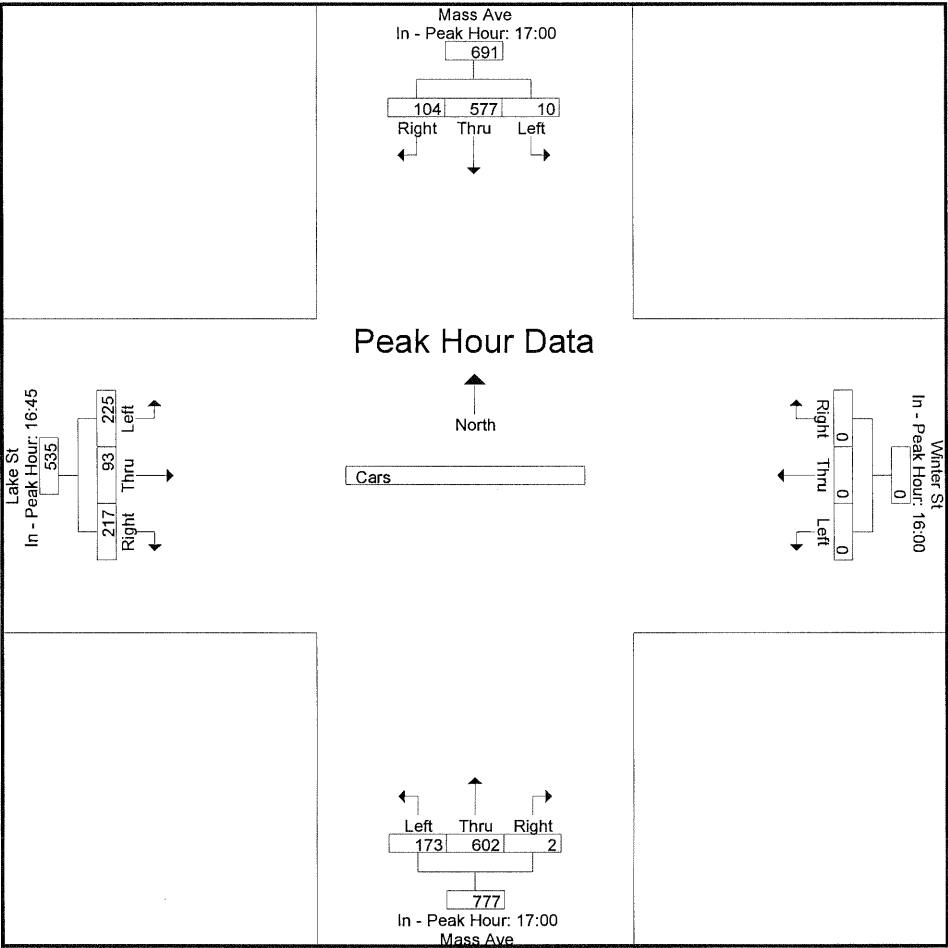 Mass Ave
In - Peak Hour: 17:00
691
104 577 10
Right Thru Left
Peak Hour Data
North
Cars
Lake St
In - Peak Hour: 16:45
535
225 93 217
Left Thru Right
Winter St
In - Peak Hour: 16:00
0
0 0 0
Right Thru Left
Left Thru Right
173 602 2
777
In - Peak Hour: 17:00
Mass Ave